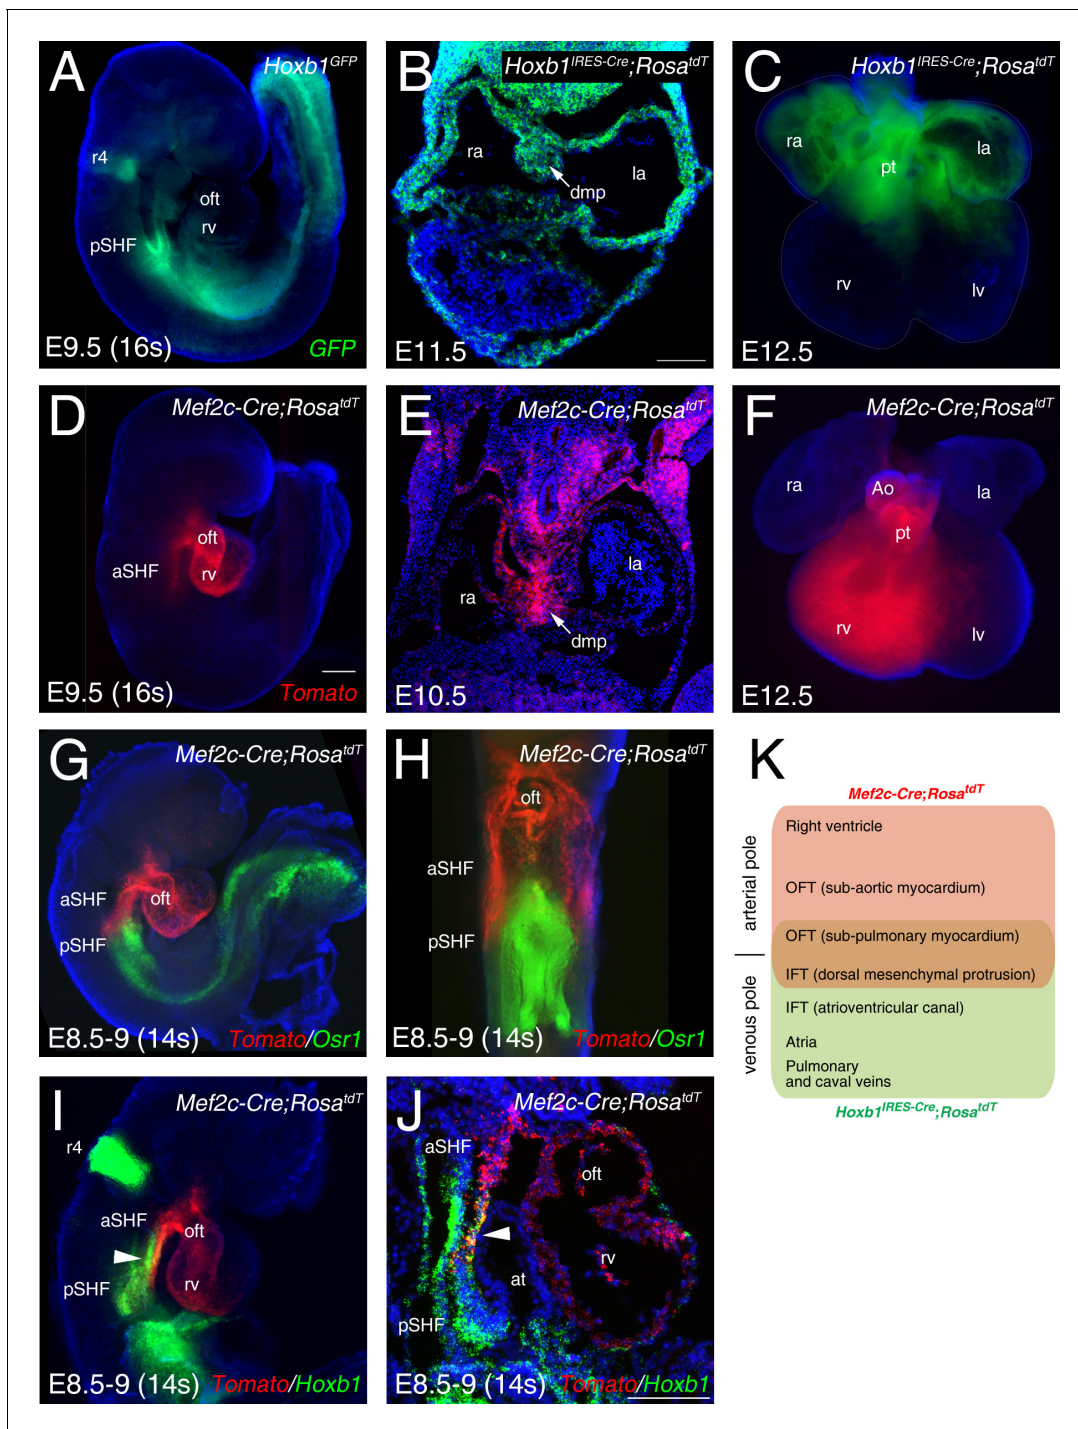 A
Hoxb1GFP
r4
oft
rv
pSHF
E9.5 (16s)
GFP
B
Hoxb1IRES-Cre;RosatdT
ra
la
dmp
E11.5
C
Hoxb1IRES-Cre;RosatdT
ra
la
pt
rv
lv
E12.5
D
Mef2c-Cre;RosatdT
oft
aSHF
rv
E9.5 (16s)
Tomato
E
Mef2c-Cre;RosatdT
la
ra
dmp
E10.5
F
Mef2c-Cre;RosatdT
ra
Ao
la
pt
rv
lv
E12.5
G
Mef2c-Cre;RosatdT
aSHF
oft
pSHF
E8.5-9 (14s)
Tomato/Osr1
H
Mef2c-Cre;RosatdT
oft
aSHF
pSHF
E8.5-9 (14s)
Tomato/Osr1
I
Mef2c-Cre;RosatdT
r4
aSHF
oft
pSHF
rv
E8.5-9 (14s)
Tomato/Hoxb1
J
Mef2c-Cre;RosatdT
aSHF
oft
rv
at
pSHF
E8.5-9 (14s)
Tomato/Hoxb1
K
Mef2c-Cre;RosatdT
arterial pole
venous pole
Right ventricle
OFT (sub-aortic myocardium)
OFT (sub-pulmonary myocardium)
IFT (dorsal mesenchymal protrusion)
IFT (atrioventricular canal)
Atria
Pulmonary
and caval veins
Hoxb1IRES-Cre;RosatdT